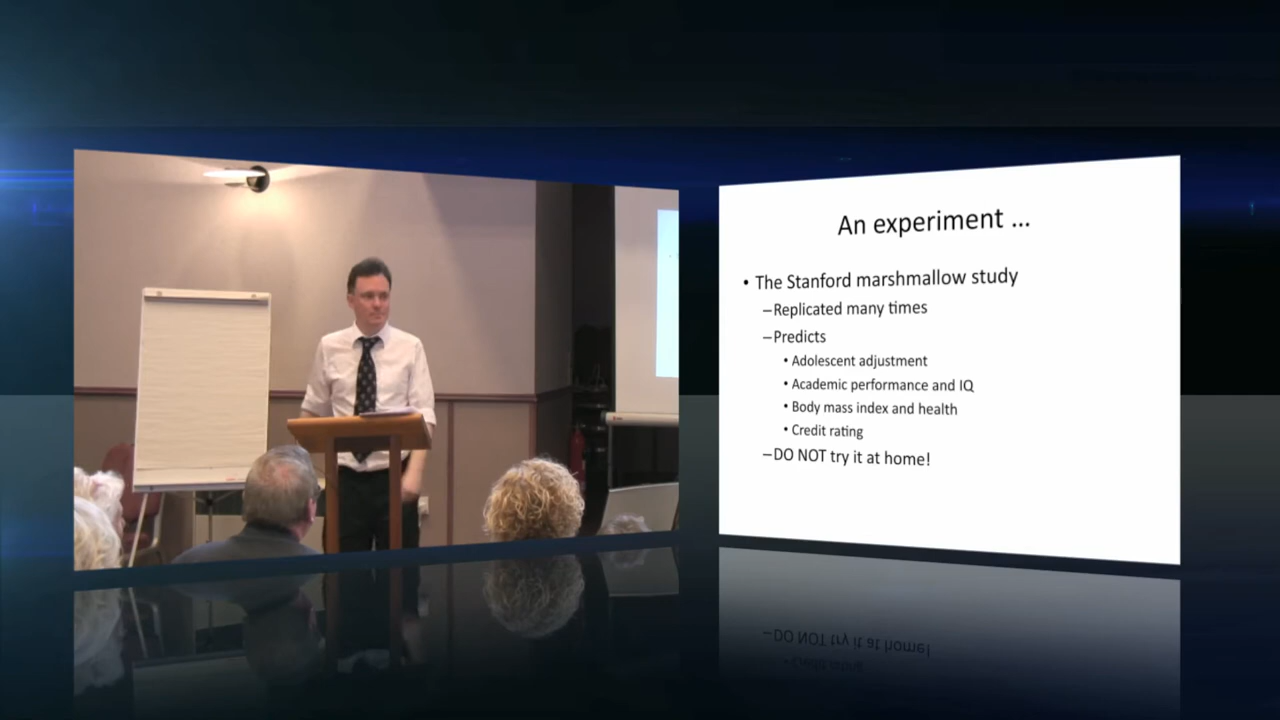 An experiment ...
• The Stanford marshmallow study
–Replicated many times
–Predicts
• Adolescent adjustment
• Academic performance and IQ
• Body mass index and health
• Credit rating
–DO NOT try it at home!